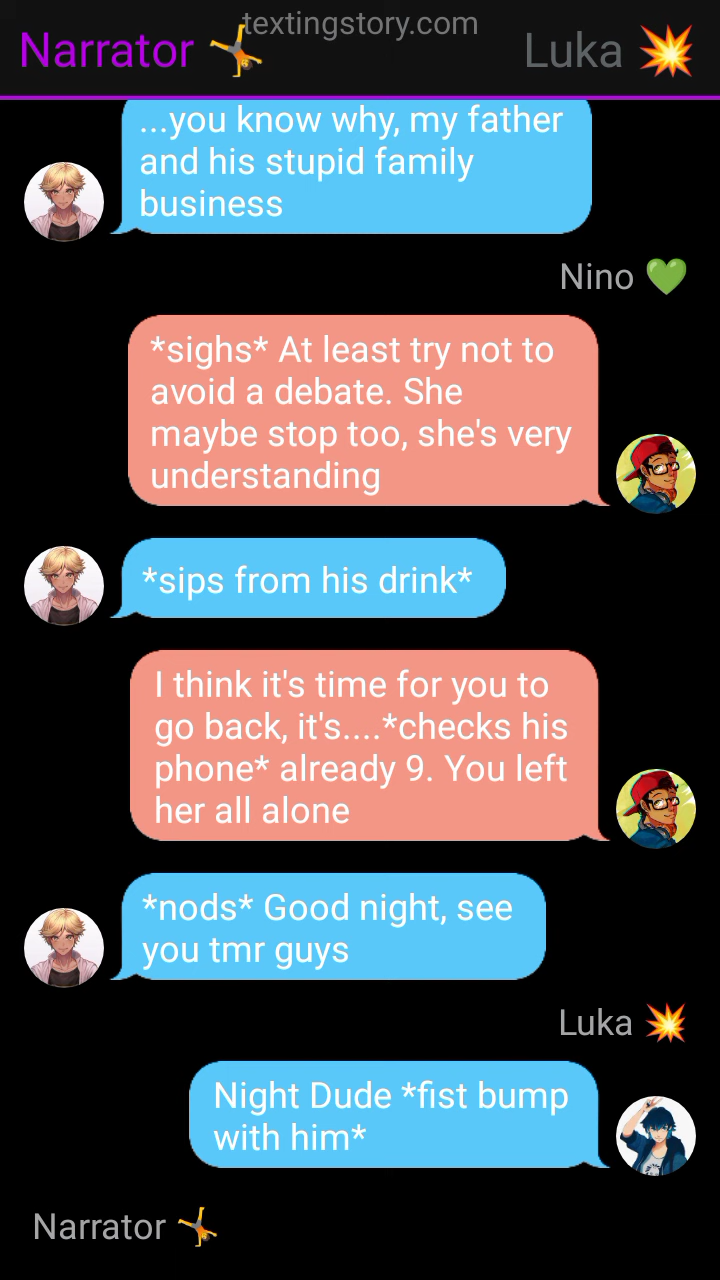 textingstory.com
Narrator 🤸 Luka 💥
...you know why, my father
and his stupid family
business
Nino 💚
*sighs* At least try not to
avoid a debate. She
maybe stop too, she's very
understanding
*sips from his drink*
I think it's time for you to
go back, it's....*checks his
phone* already 9. You left
her all alone
*nods* Good night, see
you tmr guys
Luka 💥
Night Dude *fist bump
with him*
Narrator 🤸